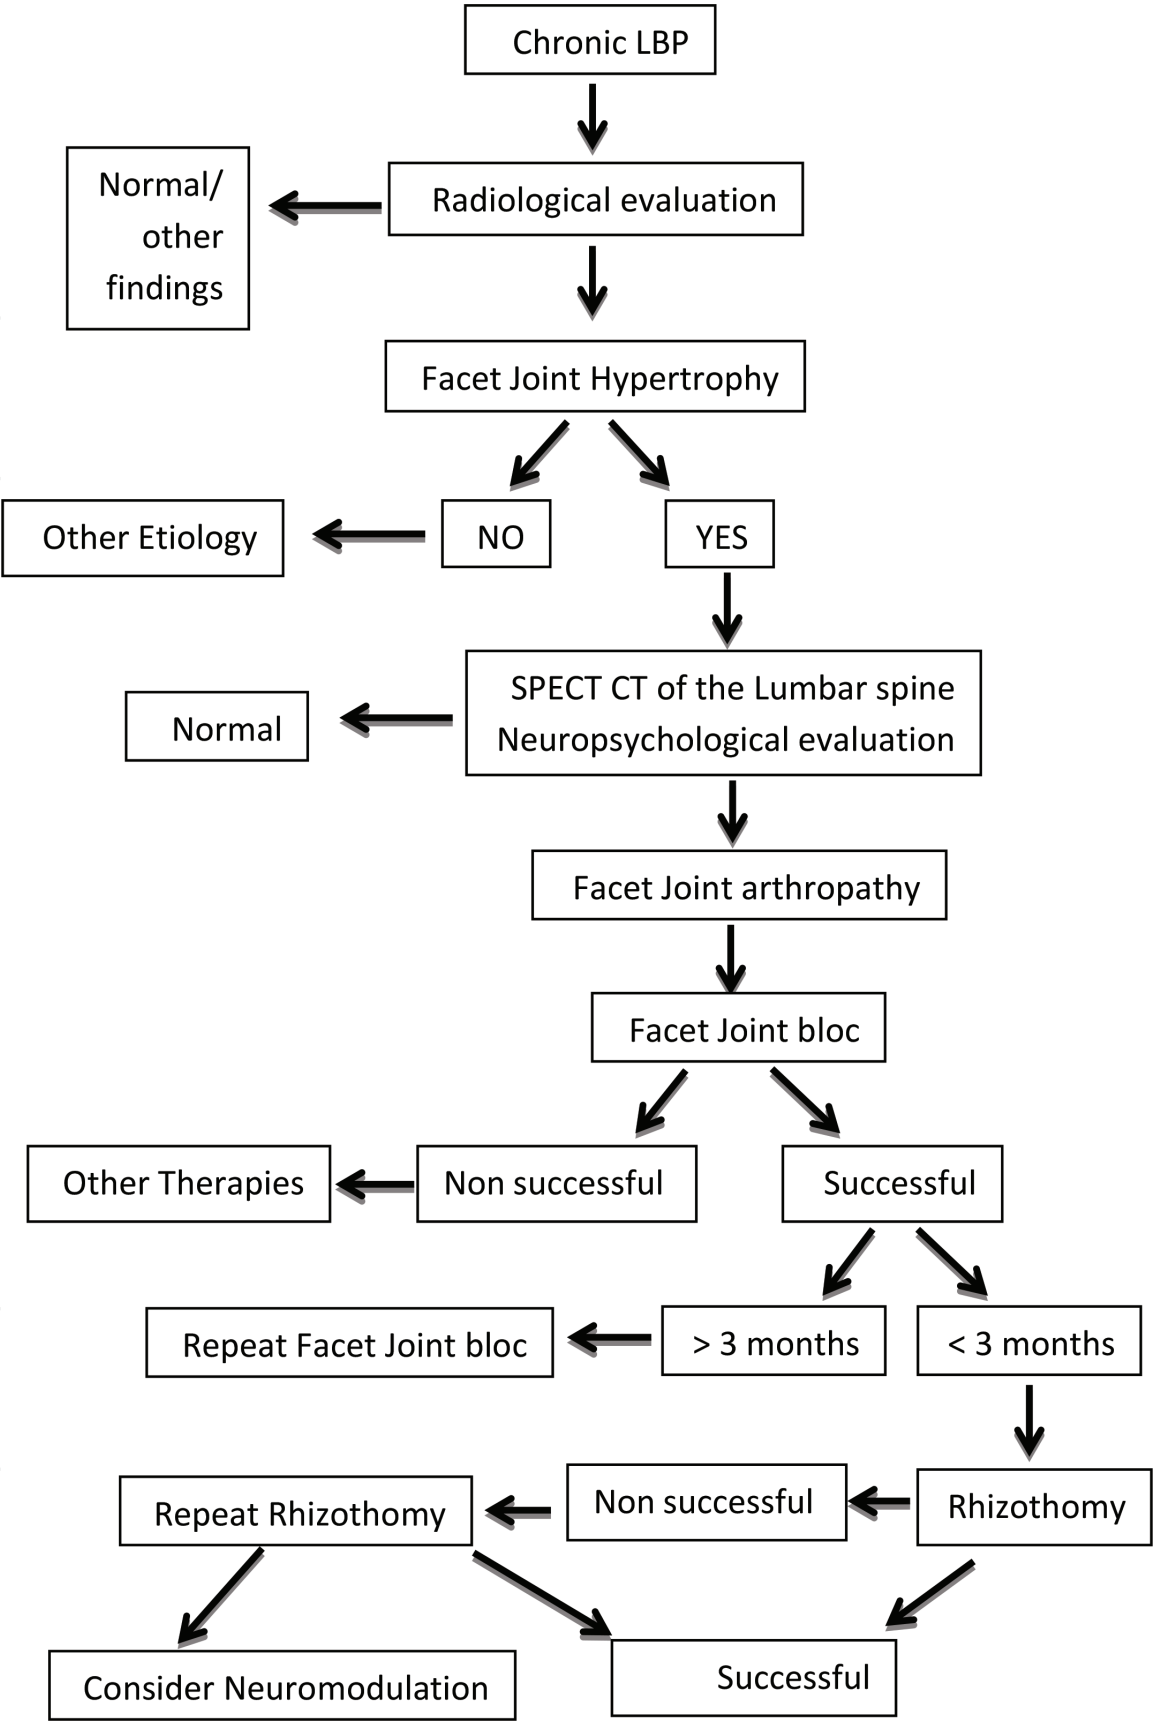 Chronic LBP
Radiological evaluation
Normal/
other
findings
Facet Joint Hypertrophy
Other Etiology
NO
YES
SPECT CT of the Lumbar spine
Neuropsychological evaluation
Normal
Facet Joint arthropathy
Facet Joint bloc
Other Therapies
Non successful
Successful
Repeat Facet Joint bloc
> 3 months
< 3 months
Repeat Rhizothomy
Non successful
Rhizothomy
Consider Neuromodulation
Successful